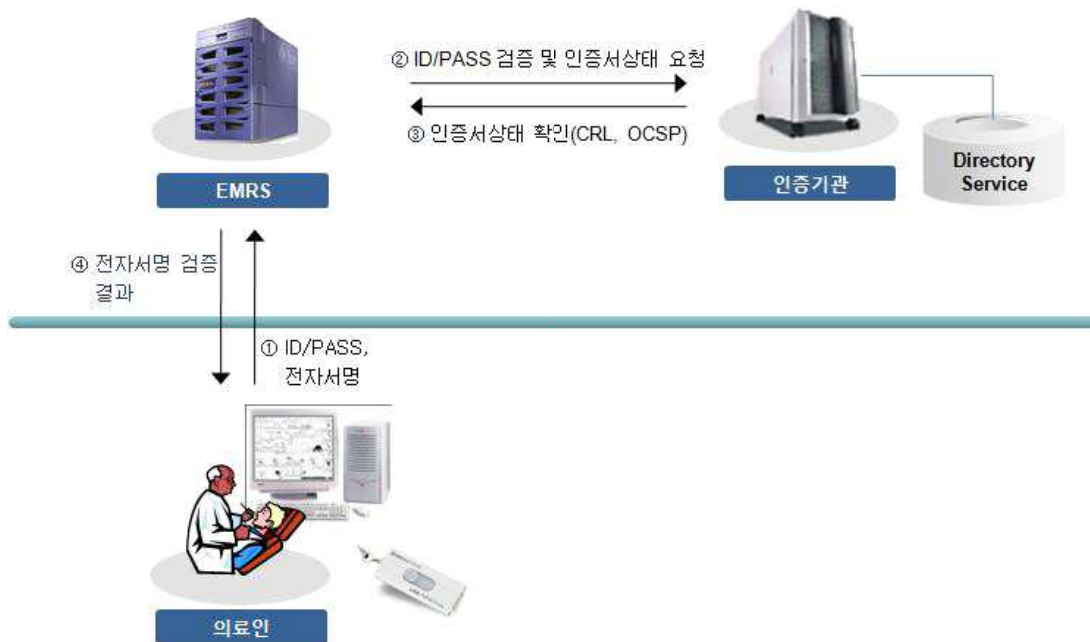 ② ID/PASS 검증 및 인증서상태 요청
③ 인증서상태 확인(CRL, OCSP)
EMRS
인증기관
Directory
Service
④ 전자서명 검증
결과
① ID/PASS,
전자서명
의료인